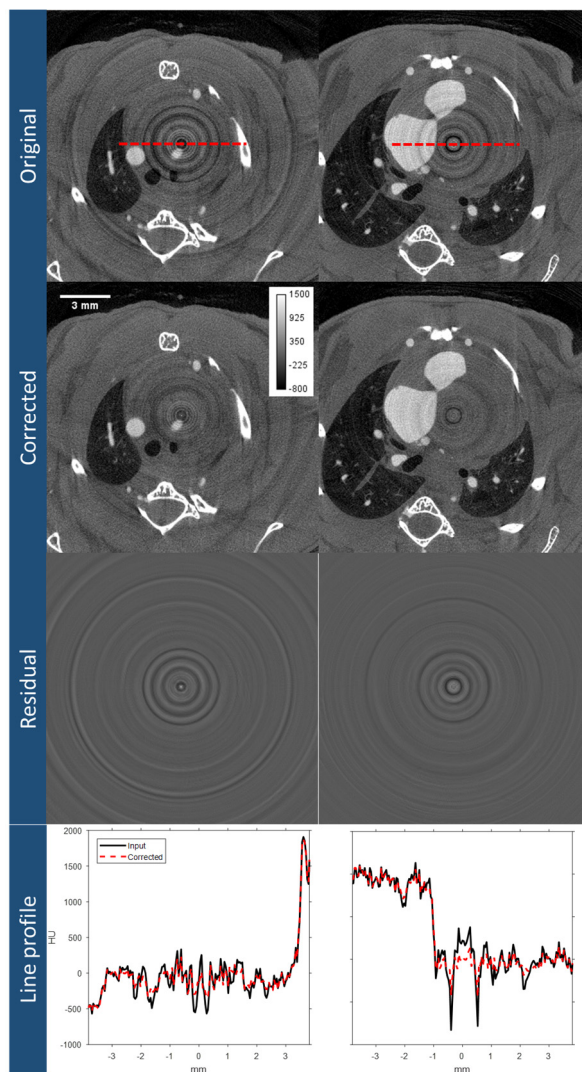 Original
Corrected
3 mm
1500
925
350
-225
-800
Residual
Line profile
2000
1500
1000
500
0
-500
-1000
HU
Input
Corrected
-3 -2 -1 0 1 2 3
mm
-3 -2 -1 0 1 2 3
mm